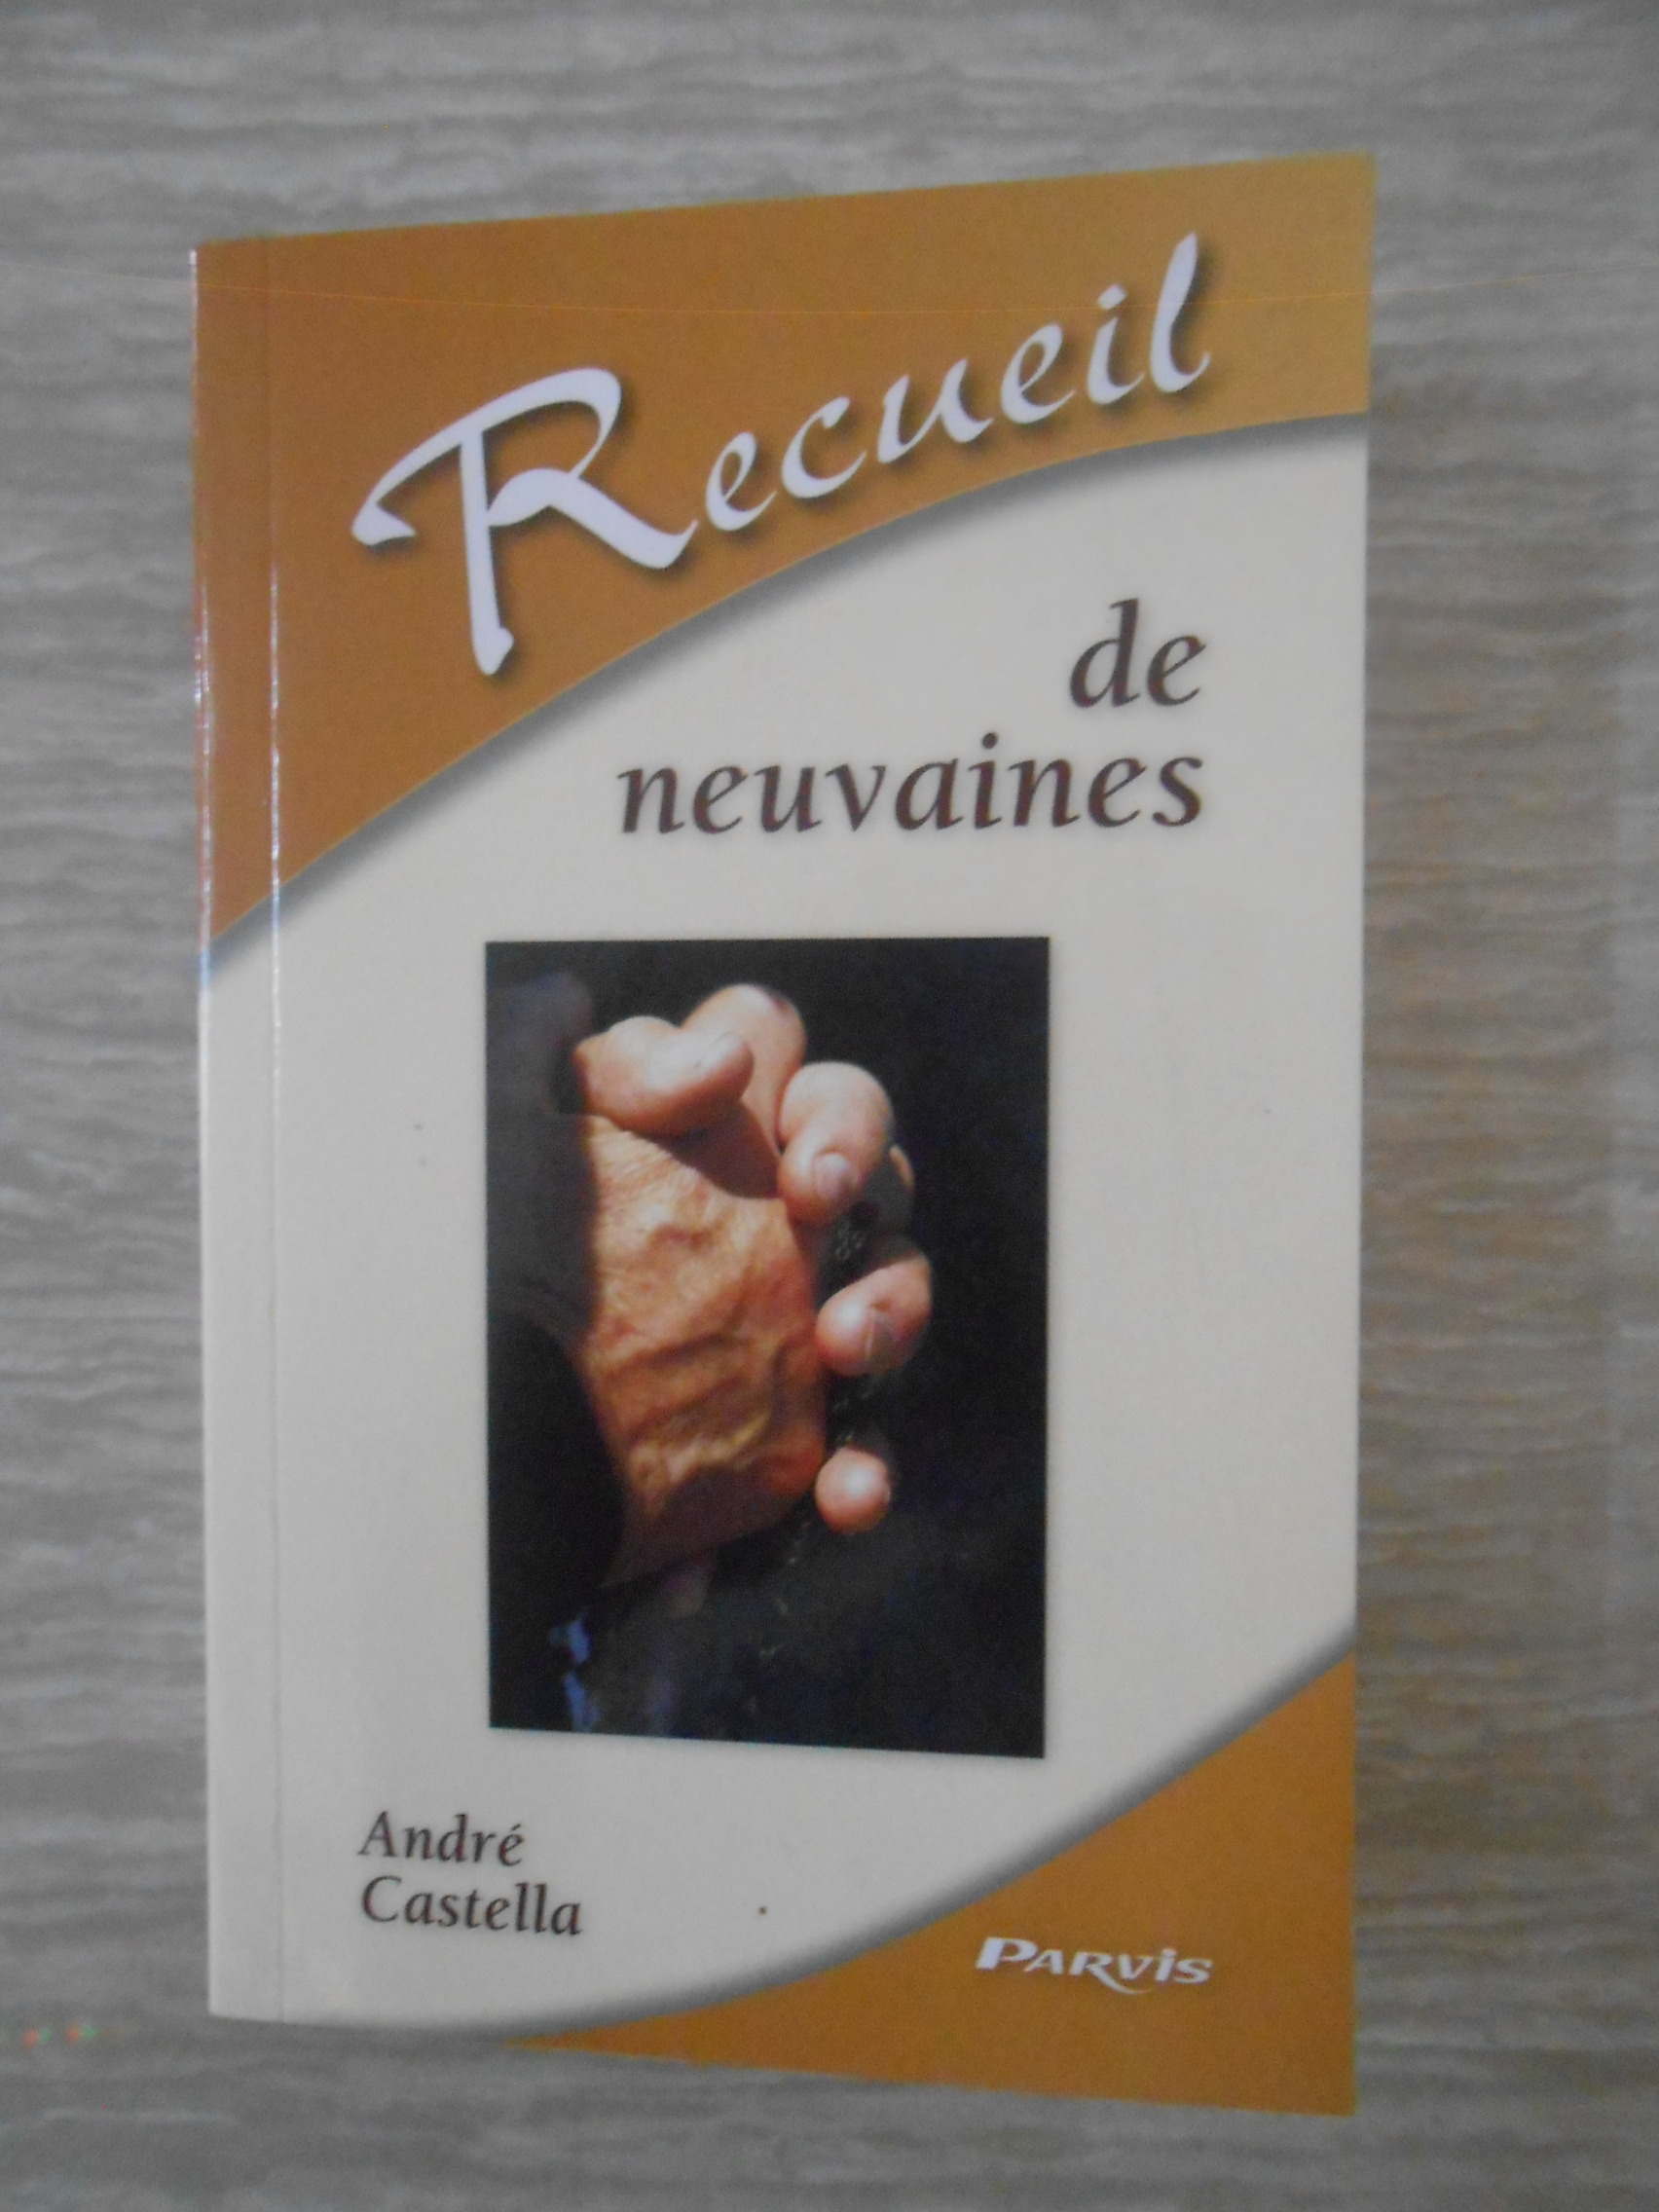 Recueil
de
neuvaines
André
Castella
PARVIS